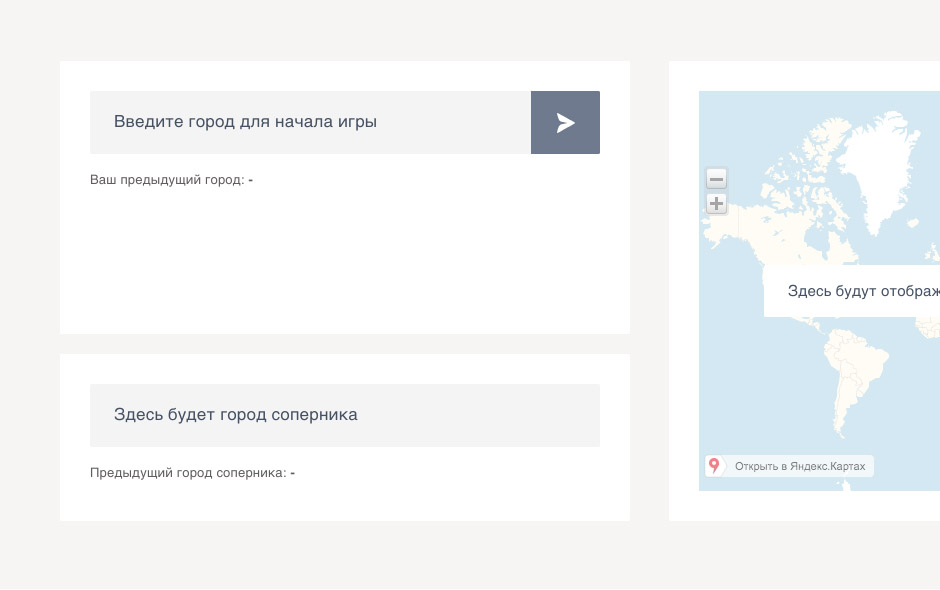 Введите город для начала игры
Ваш предыдущий город: -
Здесь будет город соперника
Предыдущий город соперника: -
Здесь будут отображ
Открыть в Яндекс.Картах